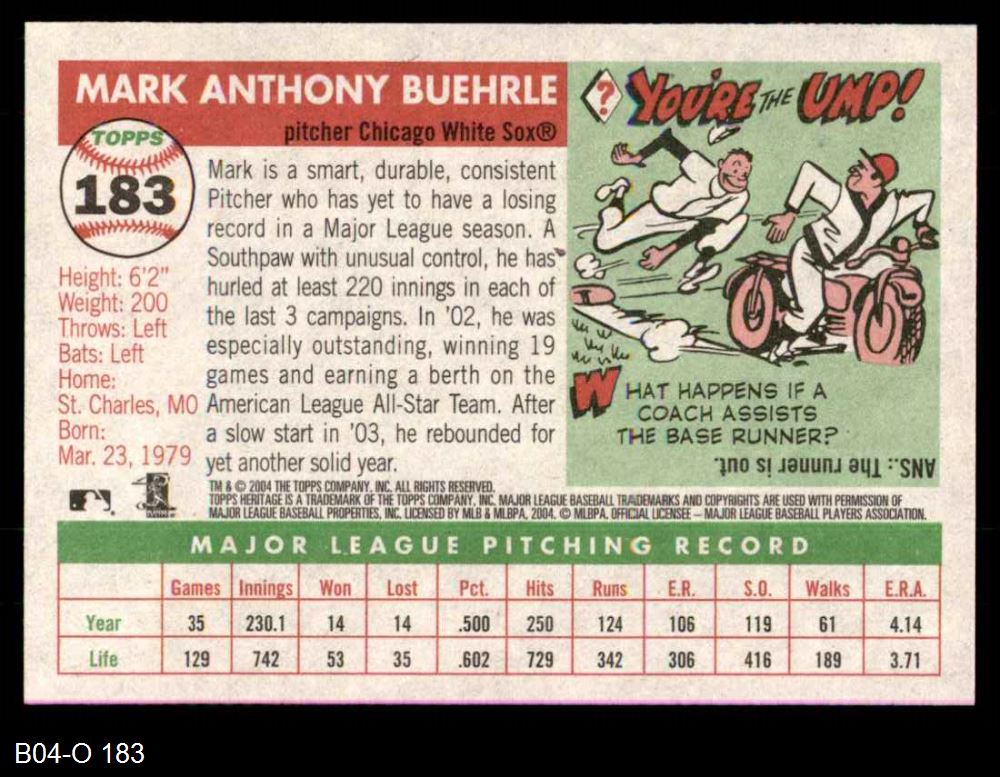 MARK ANTHONY BUEHRLE
pitcher Chicago White Sox®
TOPPS
183
Height: 6'2"
Weight: 200
Throws: Left
Bats: Left
Home:
St. Charles, MO
Born:
Mar. 23, 1979
Mark is a smart, durable, consistent
Pitcher who has yet to have a losing
record in a Major League season. A
Southpaw with unusual control, he has
hurled at least 220 innings in each of
the last 3 campaigns. In '02, he was
especially outstanding, winning 19
games and earning a berth on the
American League All-Star Team. After
a slow start in '03, he rebounded for
yet another solid year.
? YOU'RE THE UMP!
WHAT HAPPENS IF A
COACH ASSISTS
THE BASE RUNNER?
ANS.: The runner is out.
TM & © 2004 THE TOPPS COMPANY, INC. ALL RIGHTS RESERVED.
TOPPS HERITAGE IS A TRADEMARK OF THE TOPPS COMPANY, INC. MAJOR LEAGUE BASEBALL TRADEMARKS AND COPYRIGHTS ARE USED WITH PERMISSION OF
MAJOR LEAGUE BASEBALL PROPERTIES, INC. LICENSED BY MLB & MLBPA, 2004. © MLBPA. OFFICIAL LICENSEE – MAJOR LEAGUE BASEBALL PLAYERS ASSOCIATION.
MAJOR LEAGUE PITCHING RECORD
Games Innings Won Lost Pct. Hits Runs E.R. S.O. Walks E.R.A.
Year 35 230.1 14 14 .500 250 124 106 119 61 4.14
Life 129 742 53 35 .602 729 342 306 416 189 3.71
B04-O 183